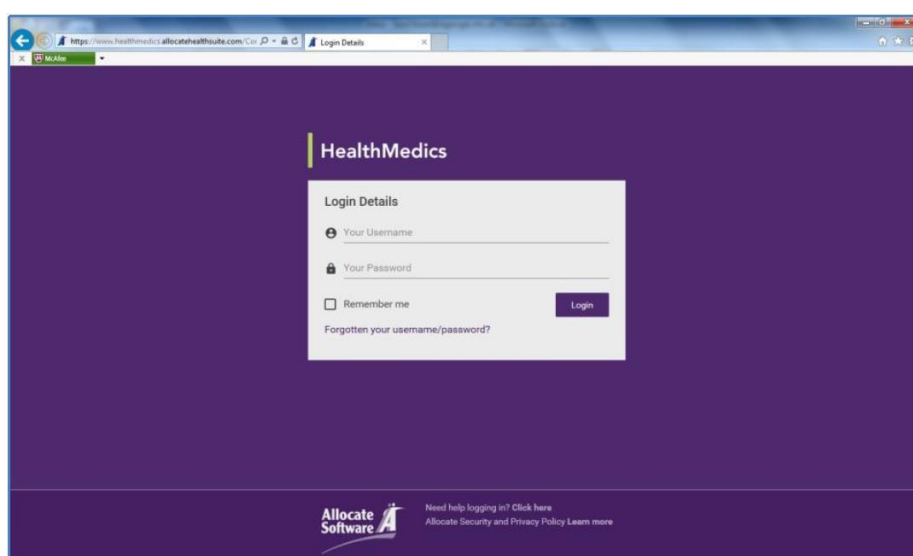 https://www.healthmedics.allocatehealthsuite.com/Cor
Login Details
McAfee
HealthMedics
Login Details
Your Username
Your Password
Remember me
Login
Forgotten your username/password?
Allocate
Software
Need help logging in? Click here
Allocate Security and Privacy Policy Learn more